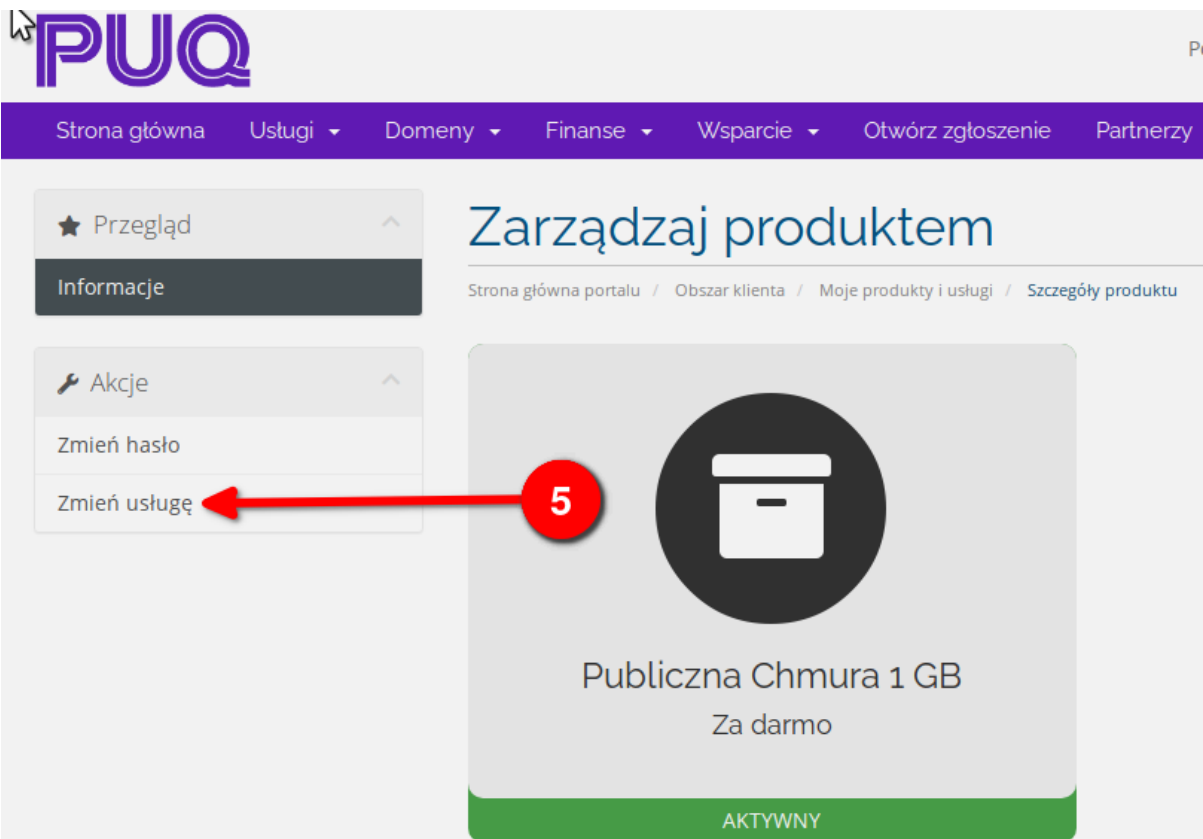 PUQ
Strona główna Usługi Domeny Finanse Wsparcie Otwórz zgłoszenie Partnerzy
Przegląd
Informacje
Akcje
Zmień hasło
Zmień usługę
Zarządzaj produktem
Strona główna portalu / Obszar klienta / Moje produkty i usługi / Szczegóły produktu
5
Publiczna Chmura 1 GB
Za darmo
AKTYWNY